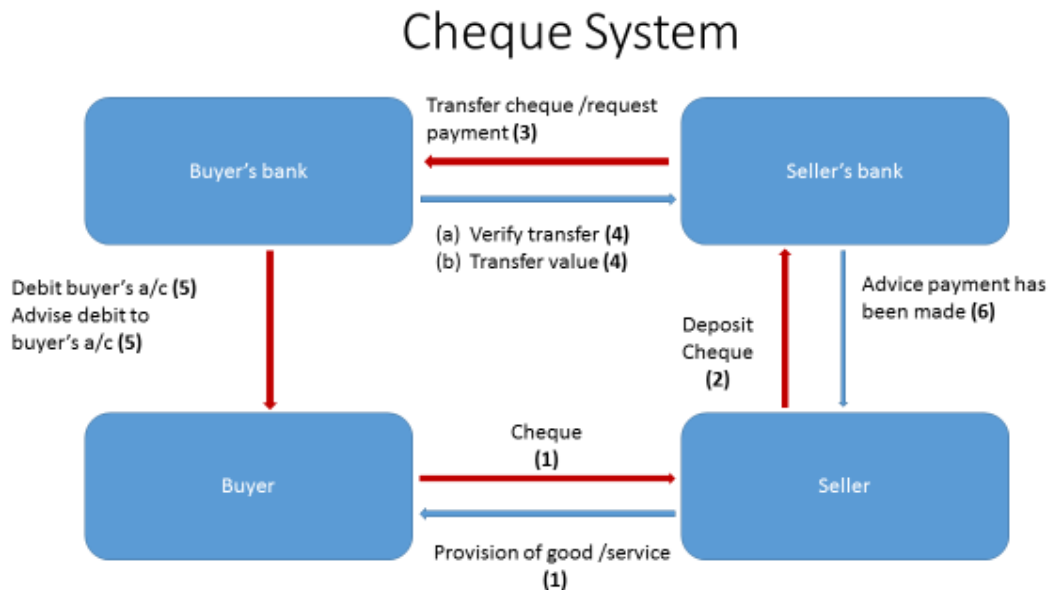 Cheque System
Transfer cheque /request
payment (3)
Buyer's bank
Seller's bank
(a) Verify transfer (4)
(b) Transfer value (4)
Debit buyer's a/c (5)
Advise debit to
buyer's a/c (5)
Advice payment has
been made (6)
Deposit
Cheque
(2)
Cheque
(1)
Buyer
Seller
Provision of good /service
(1)